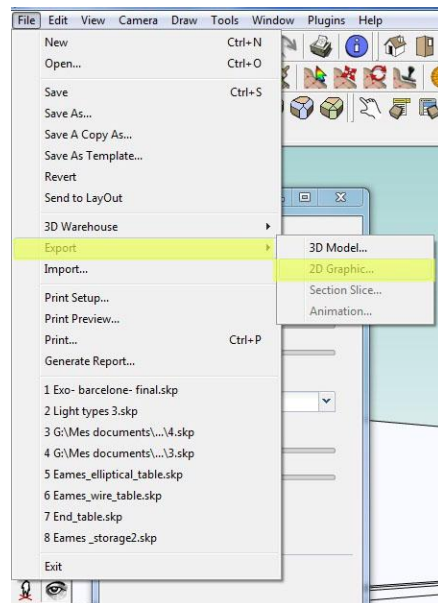 File Edit View Camera Draw Tools Window Plugins Help
New Ctrl+N
Open... Ctrl+O
Save Ctrl+S
Save As...
Save A Copy As...
Save As Template...
Revert
Send to LayOut
3D Warehouse
Export
3D Model...
2D Graphic...
Section Slice...
Animation...
Import...
Print Setup...
Print Preview...
Print... Ctrl+P
Generate Report...
1 Exo- barcelone- final.skp
2 Light types 3.skp
3 G:\Mes documents\...\4.skp
4 G:\Mes documents\...\3.skp
5 Eames_elliptical_table.skp
6 Eames_wire_table.skp
7 End_table.skp
8 Eames _storage2.skp
Exit